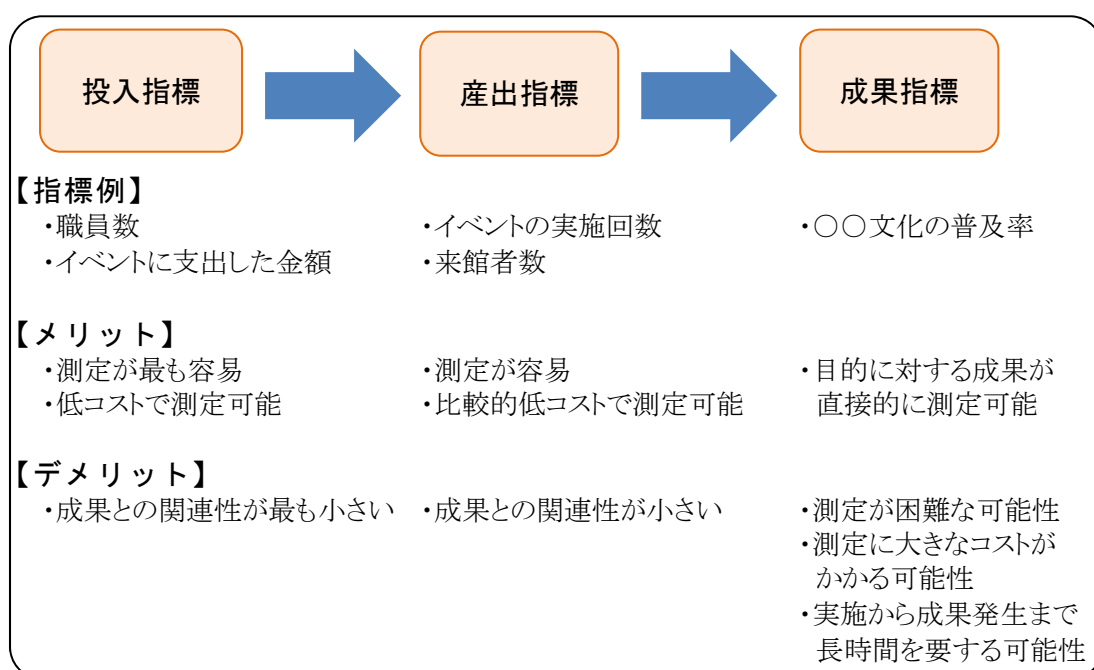 投入指標
産出指標
成果指標
【指標例】
・職員数
・イベントの実施回数
・〇〇文化の普及率
・イベントに支出した金額
・来館者数
【メリット】
・測定が最も容易
・測定が容易
・目的に対する成果が
・低コストで測定可能
・比較的低コストで測定可能
直接的に測定可能
【デメリット】
・成果との関連性が最も小さい
・成果との関連性が小さい
・測定が困難な可能性
・測定に大きなコストが
かかる可能性
・実施から成果発生まで
長時間を要する可能性